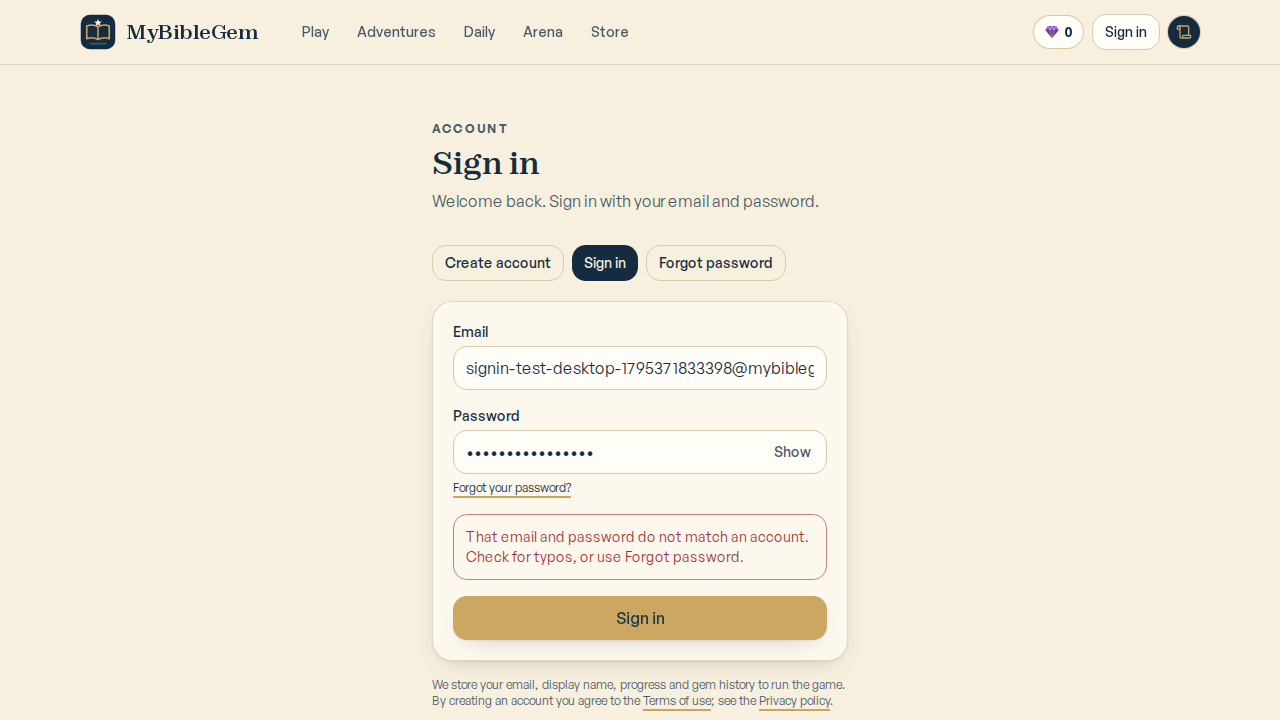 MyBibleGem
Play
Adventures
Daily
Arena
Store
0
Sign in
ACCOUNT
Sign in
Welcome back. Sign in with your email and password.
Create account
Sign in
Forgot password
Email
signin-test-desktop-1795371833398@mybibleg
Password
••••••••••••••••
Show
Forgot your password?
That email and password do not match an account.
Check for typos, or use Forgot password.
Sign in
We store your email, display name, progress and gem history to run the game.
By creating an account you agree to the Terms of use; see the Privacy policy.